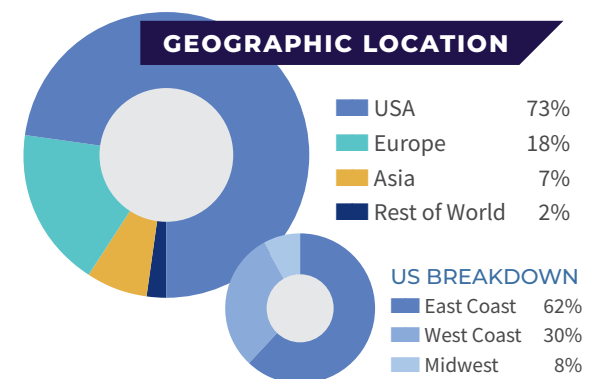 GEOGRAPHIC LOCATION
USA 73%
Europe 18%
Asia 7%
Rest of World 2%
US BREAKDOWN
East Coast 62%
West Coast 30%
Midwest 8%